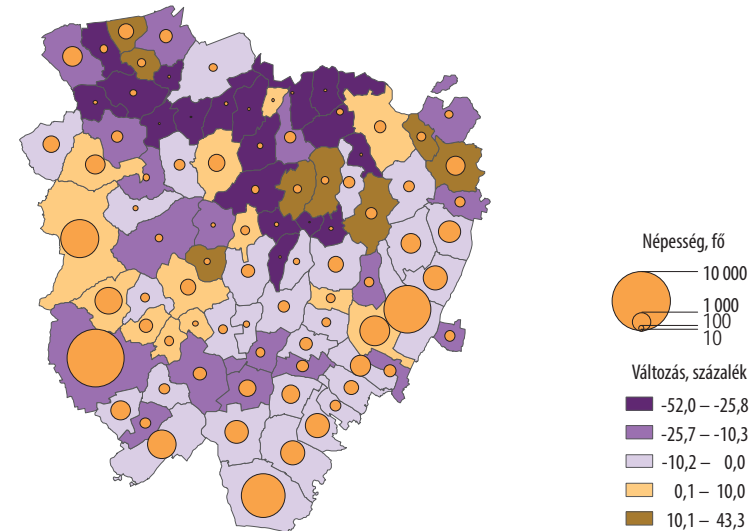 Népesség, fő
10 000
1 000
100
10
Változás, százalék
-52,0 – -25,8
-25,7 – -10,3
-10,2 – 0,0
0,1 – 10,0
10,1 – 43,3